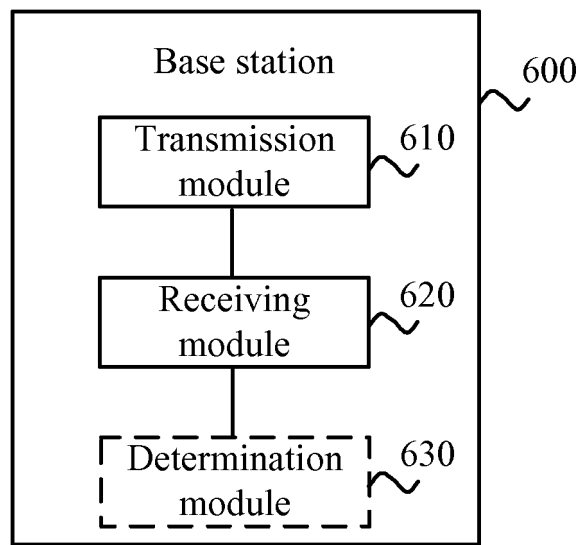 Base station
600
Transmission
module
610
Receiving
module
620
Determination
module
630